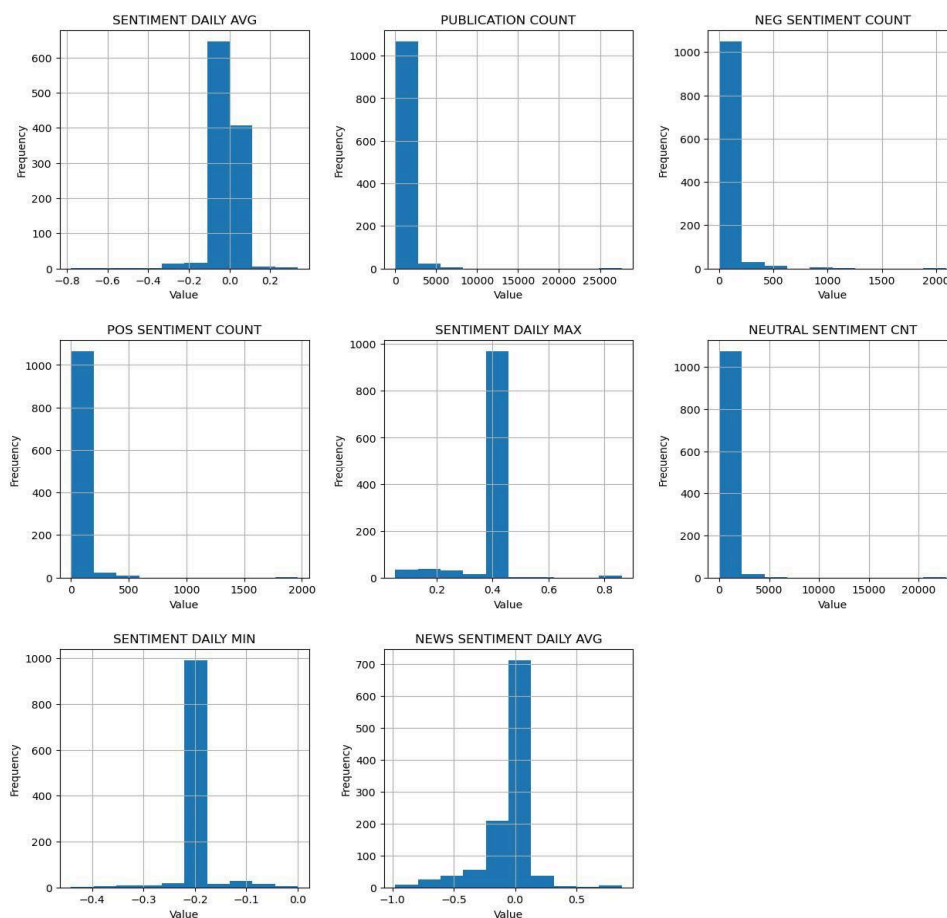 SENTIMENT DAILY AVG
PUBLICATION COUNT
NEG SENTIMENT COUNT
Frequency
600
500
400
300
200
100
0
−0.8 −0.6 −0.4 −0.2 0.0 0.2
Value
Frequency
1000
800
600
400
200
0
0 5000 10000 15000 20000 25000
Value
Frequency
1000
800
600
400
200
0
0 500 1000 1500 2000
Value
POS SENTIMENT COUNT
SENTIMENT DAILY MAX
NEUTRAL SENTIMENT CNT
Frequency
1000
800
600
400
200
0
0 500 1000 1500 2000
Value
Frequency
1000
800
600
400
200
0
0.2 0.4 0.6 0.8
Value
Frequency
1000
800
600
400
200
0
0 5000 10000 15000 20000
Value
SENTIMENT DAILY MIN
NEWS SENTIMENT DAILY AVG
Frequency
1000
800
600
400
200
0
−0.4 −0.3 −0.2 −0.1 0.0
Value
Frequency
700
600
500
400
300
200
100
0
−1.0 −0.5 0.0 0.5
Value